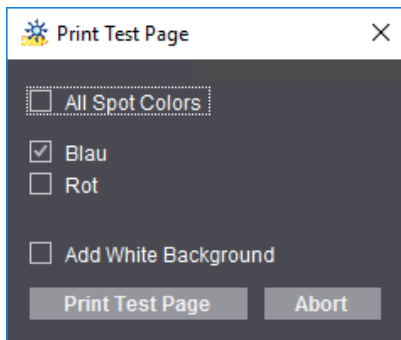 Print Test Page
All Spot Colors
Blau
Rot
Add White Background
Print Test Page Abort